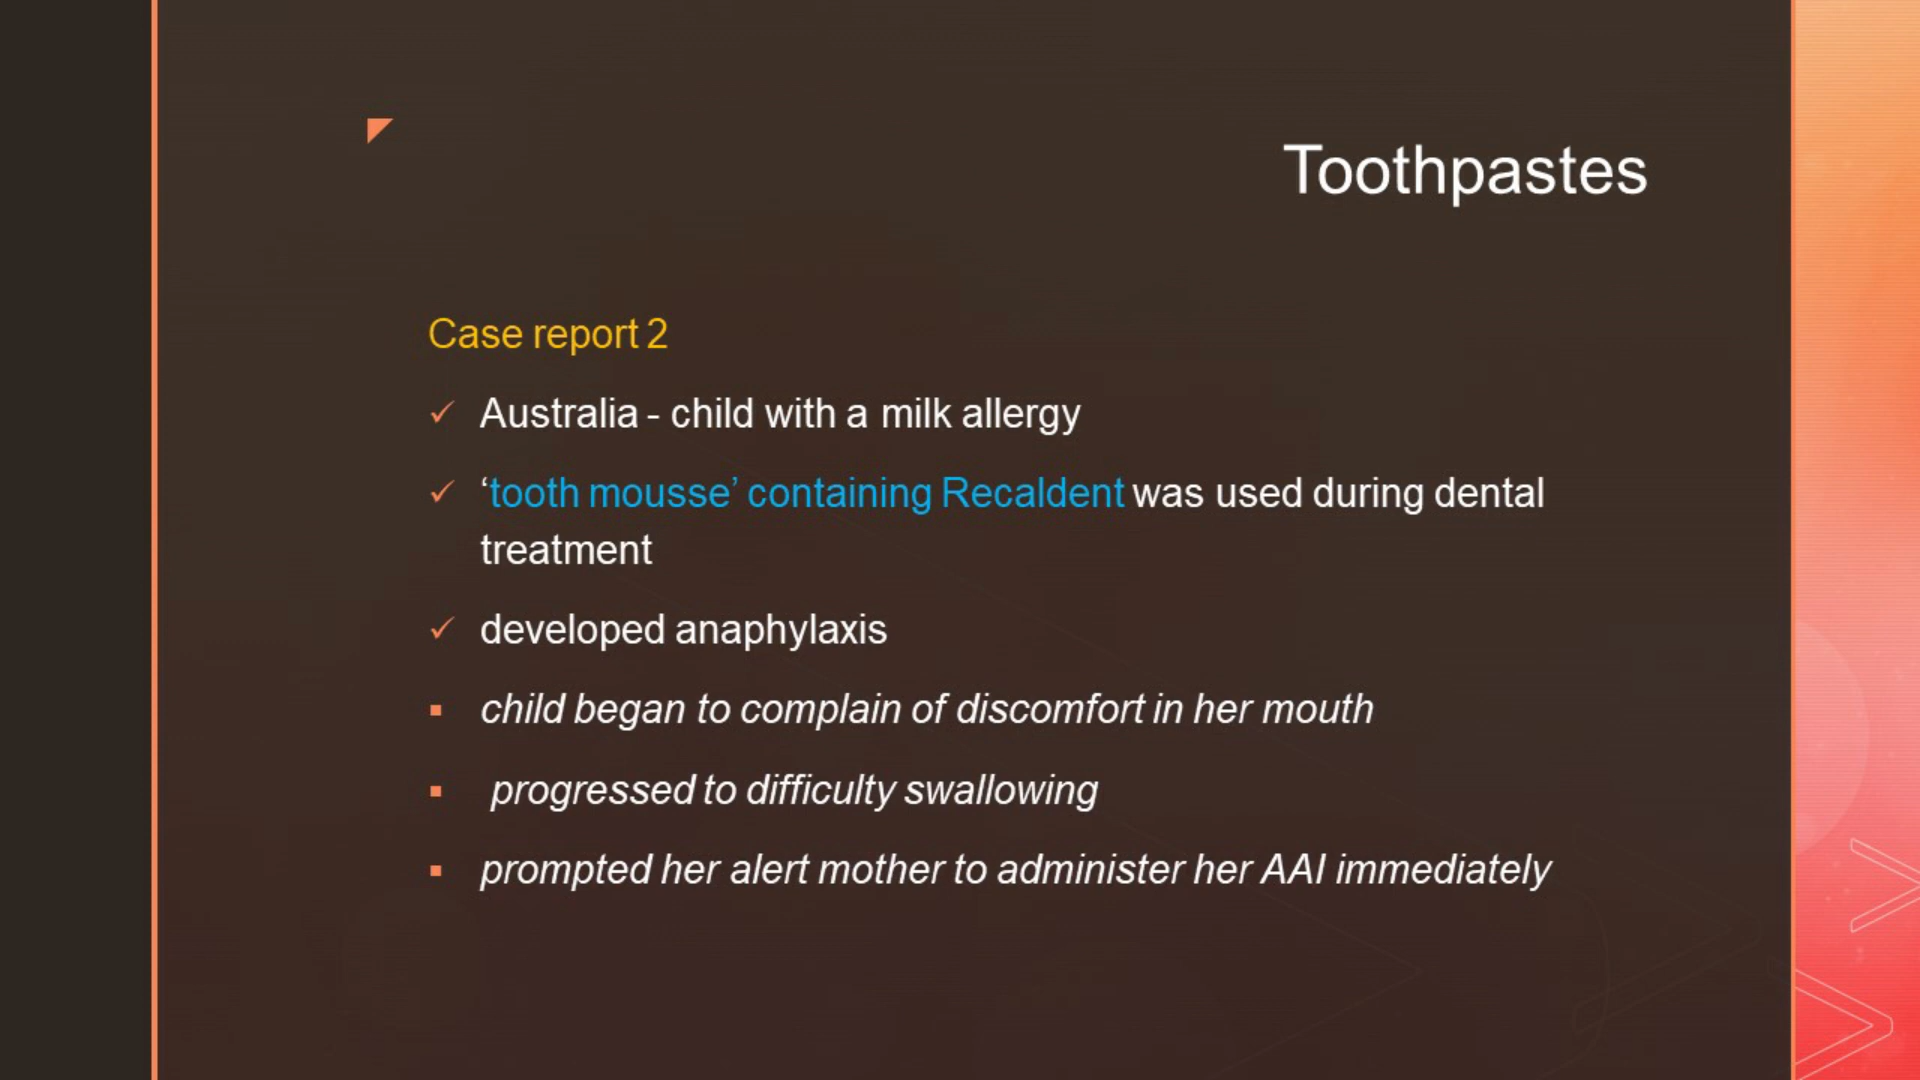 Toothpastes
Case report 2
Australia - child with a milk allergy
‘tooth mousse’ containing Recaldent was used during dental
treatment
developed anaphylaxis
child began to complain of discomfort in her mouth
progressed to difficulty swallowing
prompted her alert mother to administer her AAI immediately